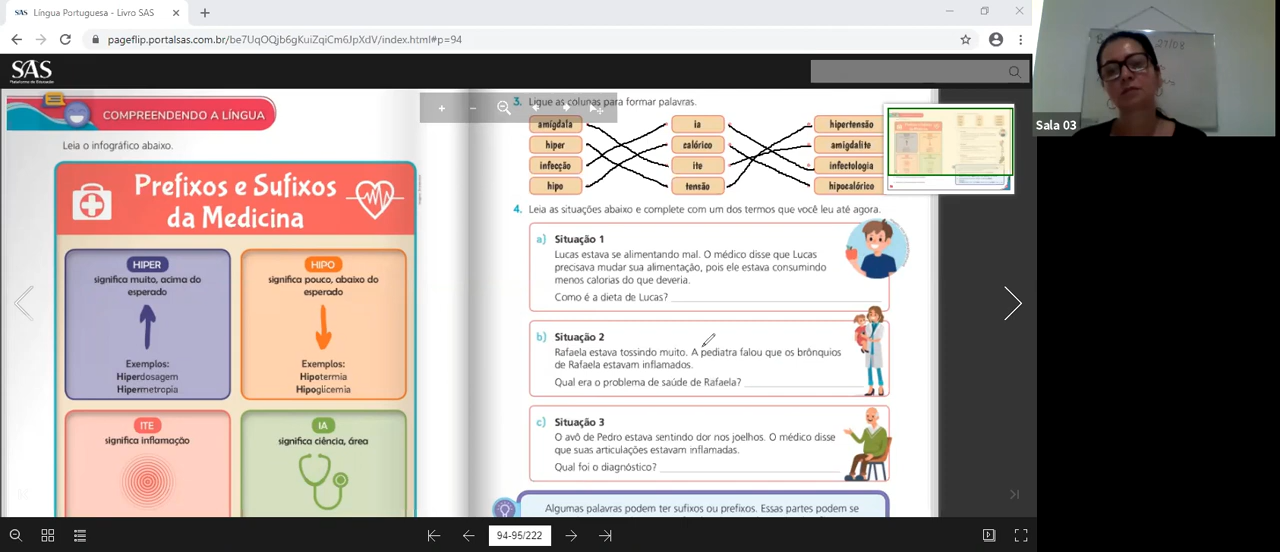 SAS Língua Portuguesa - Livro SAS
pageflip.portalsas.com.br/be7UqOQjb6gKuiZqiCm6JpXdV/index.html#p=94
SAS
Plataforma de Educação
COMPREENDENDO A LÍNGUA
Leia o infográfico abaixo.
Prefixos e Sufixos
da Medicina
HIPER
significa muito, acima do
esperado
Exemplos:
Hiperdosagem
Hipermetropia
HIPO
significa pouco, abaixo do
esperado
Exemplos:
Hipotermia
Hipoglicemia
ITE
significa inflamação
IA
significa ciência, área
3. Ligue as colunas para formar palavras.
amígdala ia hipertensão
hiper calórico amigdalite
infecção ite infectologia
hipo tensão hipocalórico
4. Leia as situações abaixo e complete com um dos termos que você leu até agora.
a) Situação 1
Lucas estava se alimentando mal. O médico disse que Lucas
precisava mudar sua alimentação, pois ele estava consumindo
menos calorias do que deveria.
Como é a dieta de Lucas?
b) Situação 2
Rafaela estava tossindo muito. A pediatra falou que os brônquios
de Rafaela estavam inflamados.
Qual era o problema de saúde de Rafaela?
c) Situação 3
O avô de Pedro estava sentindo dor nos joelhos. O médico disse
que suas articulações estavam inflamadas.
Qual foi o diagnóstico?
Algumas palavras podem ter sufixos ou prefixos. Essas partes podem se
94-95/222
27/08
Sala 03